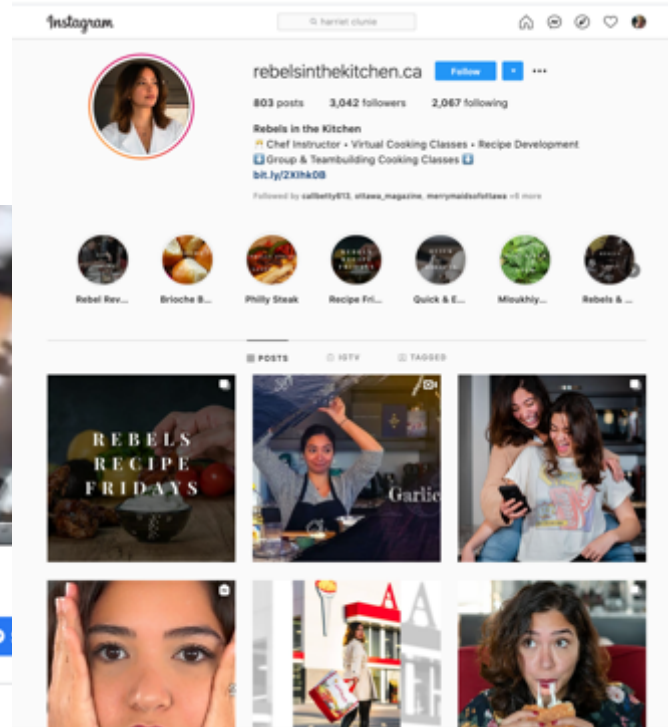 Instagram
harriet clunie
rebelsinthekitchen.ca Follow
803 posts 3,042 followers 2,067 following
Rebels in the Kitchen
Chef Instructor • Virtual Cooking Classes • Recipe Development
Group & Teambuilding Cooking Classes
bit.ly/2XIhk0B
Followed by callbetty613, ottawa_magazine, merrymaidsofottawa +6 more
Rebel Rev... Brioche B... Philly Steak Recipe Fri... Quick & E... Mloukhiy... Rebels & ...
POSTS IGTV TAGGED
REBELS
RECIPE
FRIDAYS
Garlic